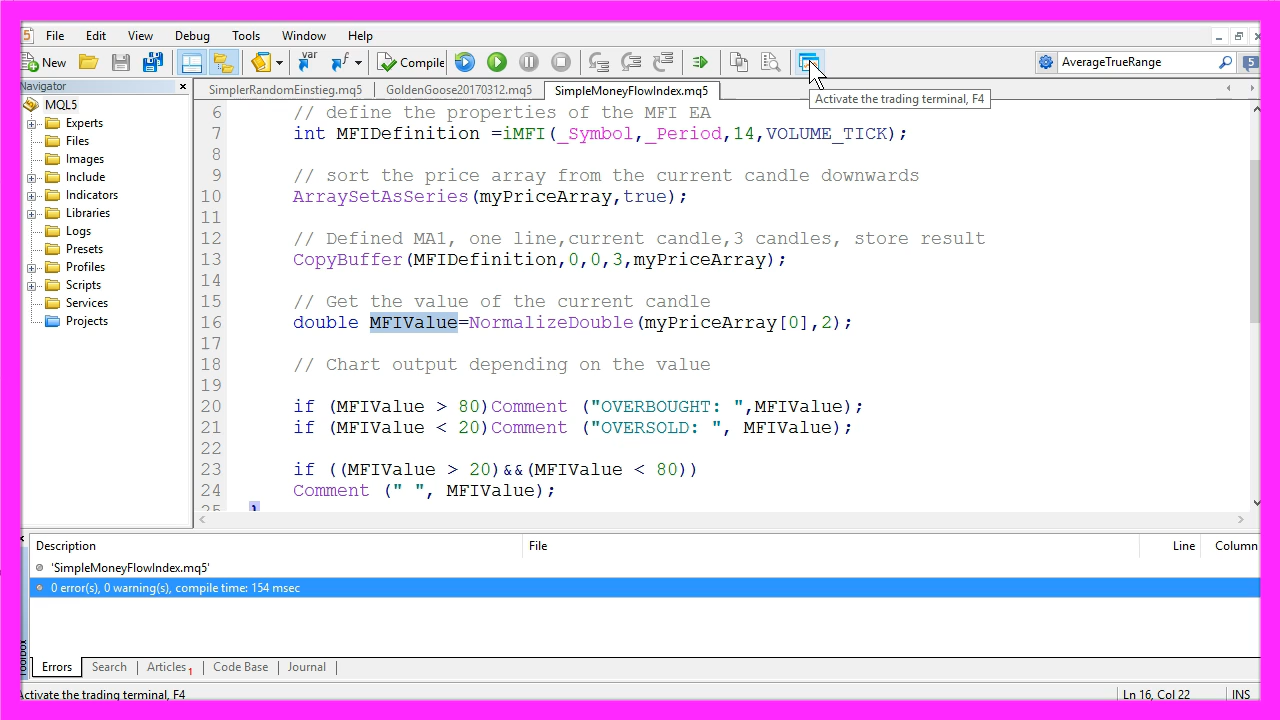 File Edit View Debug Tools Window Help
New Compile AverageTrueRange 5
Navigator
SimplerRandomEinstieg.mq5 GoldenGoose20170312.mq5 SimpleMoneyFlowIndex.mq5
Activate the trading terminal, F4
MQL5
Experts
Files
Images
Include
Indicators
Libraries
Logs
Presets
Profiles
Scripts
Services
Projects
6 // define the properties of the MFI EA
7 int MFIDefinition =iMFI(_Symbol,_Period,14,VOLUME_TICK);
8
9 // sort the price array from the current candle downwards
10 ArraySetAsSeries(myPriceArray,true);
11
12 // Defined MA1, one line,current candle,3 candles, store result
13 CopyBuffer(MFIDefinition,0,0,3,myPriceArray);
14
15 // Get the value of the current candle
16 double MFIValue=NormalizeDouble(myPriceArray[0],2);
17
18 // Chart output depending on the value
19
20 if (MFIValue > 80)Comment ("OVERBOUGHT: ",MFIValue);
21 if (MFIValue < 20)Comment ("OVERSOLD: ", MFIValue);
22
23 if ((MFIValue > 20)&&(MFIValue < 80))
24 Comment (" ", MFIValue);
25 }
Description File Line Column
'SimpleMoneyFlowIndex.mq5'
0 error(s), 0 warning(s), compile time: 154 msec
Toolbox
Errors Search Articles 1 Code Base Journal
Activate the trading terminal, F4 Ln 16, Col 22 INS